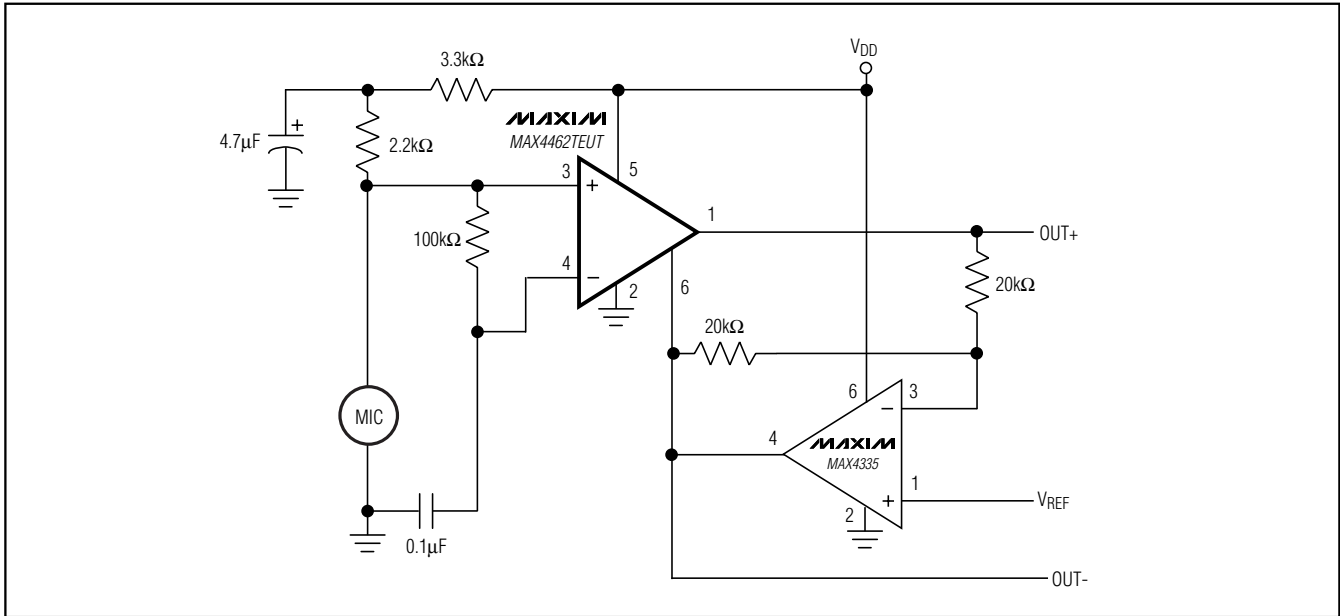 V_DD
3.3kΩ
MAXIM
MAX4462TEUT
4.7µF
+
2.2kΩ
3
+
5
1
OUT+
100kΩ
4
−
2
6
20kΩ
20kΩ
MIC
6
3
−
4
MAXIM
MAX4335
1
+
V_REF
2
0.1µF
OUT-